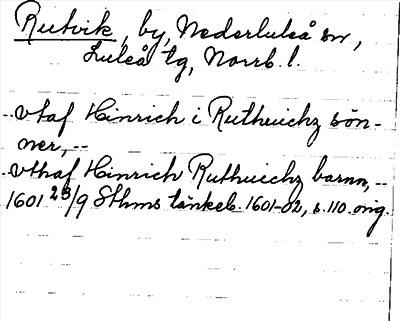 Rutvik, by, Nederluleå sn,
Luleå tg, Norrb. l.
vtaf Hinrich i Ruthuichz sön-
ner, --
vthaf Hinrich Ruthuichz barnn, --
1601 23/9 Sthms tänkeb. 1601-02, s. 110 orig.